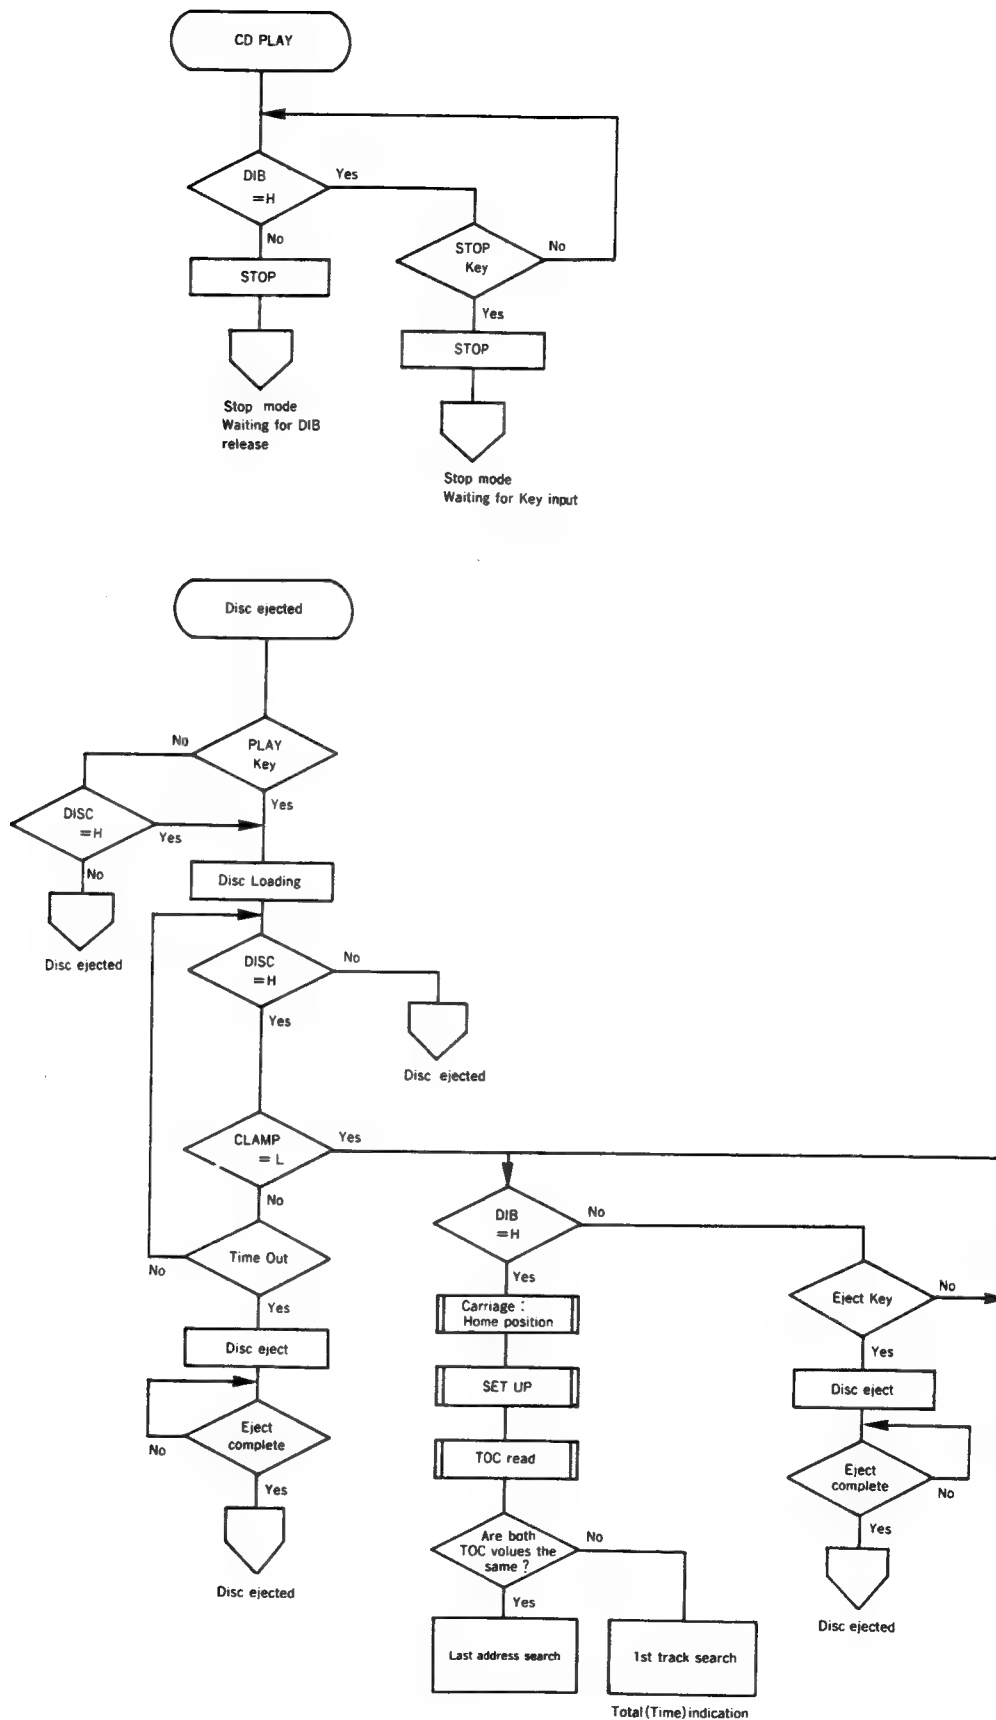 CD PLAY
DIB
=H
Yes
No
STOP
Key
No
STOP
Yes
STOP
Stop mode
Waiting for DIB
release
Stop mode
Waiting for Key input
Disc ejected
PLAY
Key
No
Yes
DISC
=H
Yes
No
Disc ejected
Disc Loading
DISC
=H
No
Yes
Disc ejected
CLAMP
=L
Yes
No
Time Out
No
Yes
Disc eject
Eject
complete
No
Yes
Disc ejected
DIB
=H
No
Yes
Carriage :
Home position
SET UP
TOC read
Are both
TOC volues the
same ?
No
Yes
Last address search
1st track search
Total (Time) indication
Eject Key
No
Yes
Disc eject
Eject
complete
No
Yes
Disc ejected